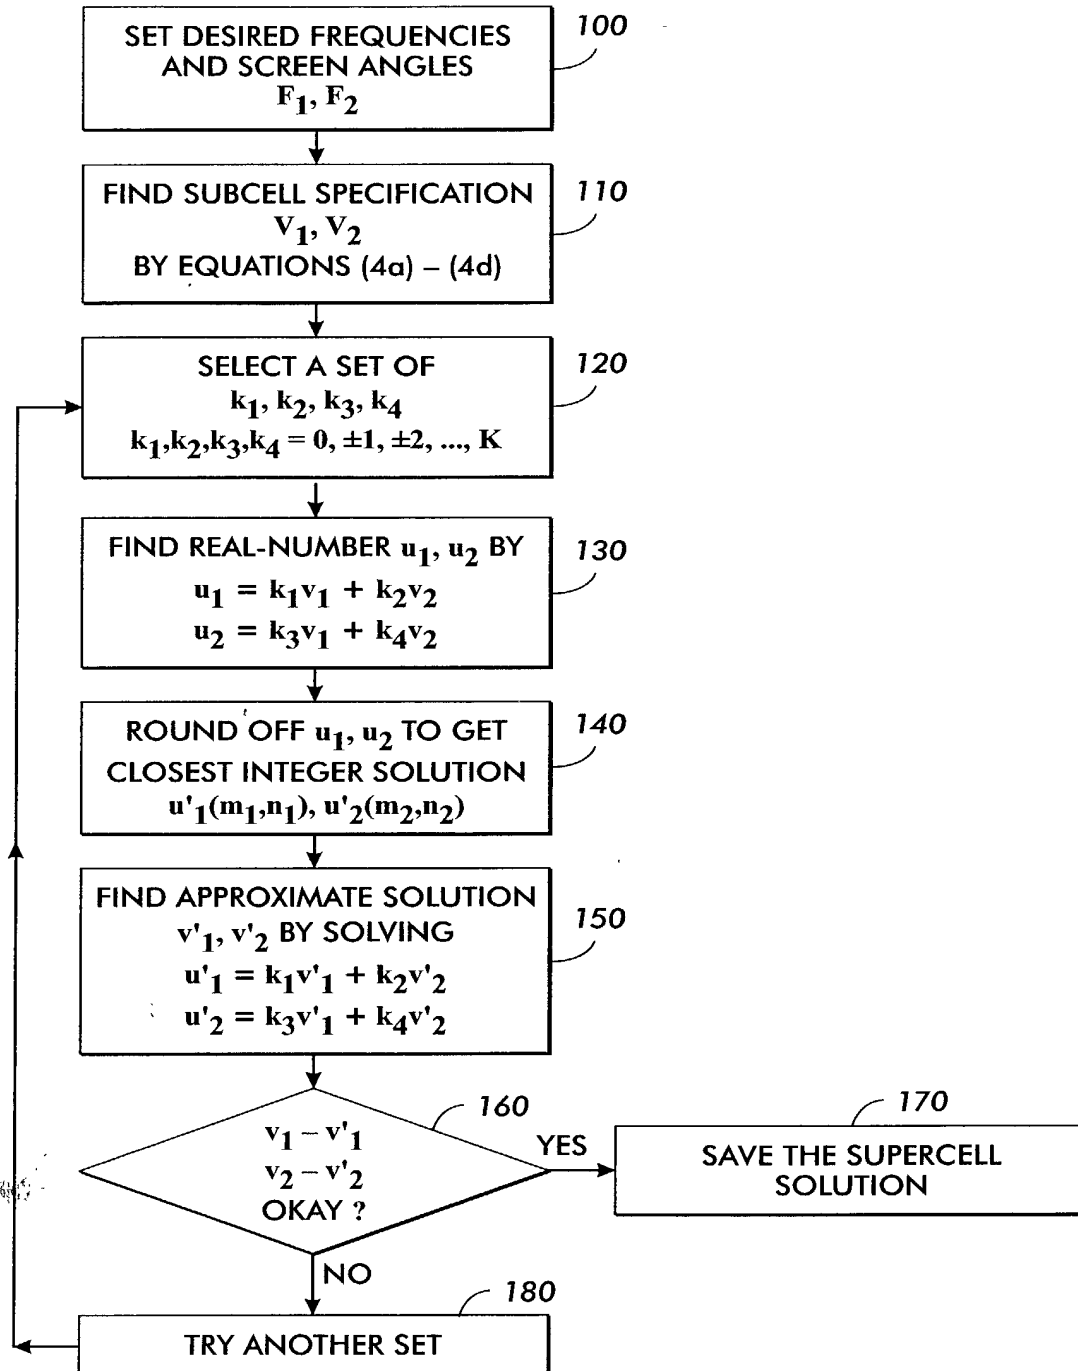 SET DESIRED FREQUENCIES
AND SCREEN ANGLES
F1, F2
100
FIND SUBCELL SPECIFICATION
V1, V2
BY EQUATIONS (4a) – (4d)
110
SELECT A SET OF
k1, k2, k3, k4
k1,k2,k3,k4 = 0, ±1, ±2, ..., K
120
FIND REAL-NUMBER u1, u2 BY
u1 = k1v1 + k2v2
u2 = k3v1 + k4v2
130
ROUND OFF u1, u2 TO GET
CLOSEST INTEGER SOLUTION
u'1(m1,n1), u'2(m2,n2)
140
FIND APPROXIMATE SOLUTION
v'1, v'2 BY SOLVING
u'1 = k1v'1 + k2v'2
u'2 = k3v'1 + k4v'2
150
v1 – v'1
v2 – v'2
OKAY ?
160
YES
SAVE THE SUPERCELL
SOLUTION
170
NO
TRY ANOTHER SET
180